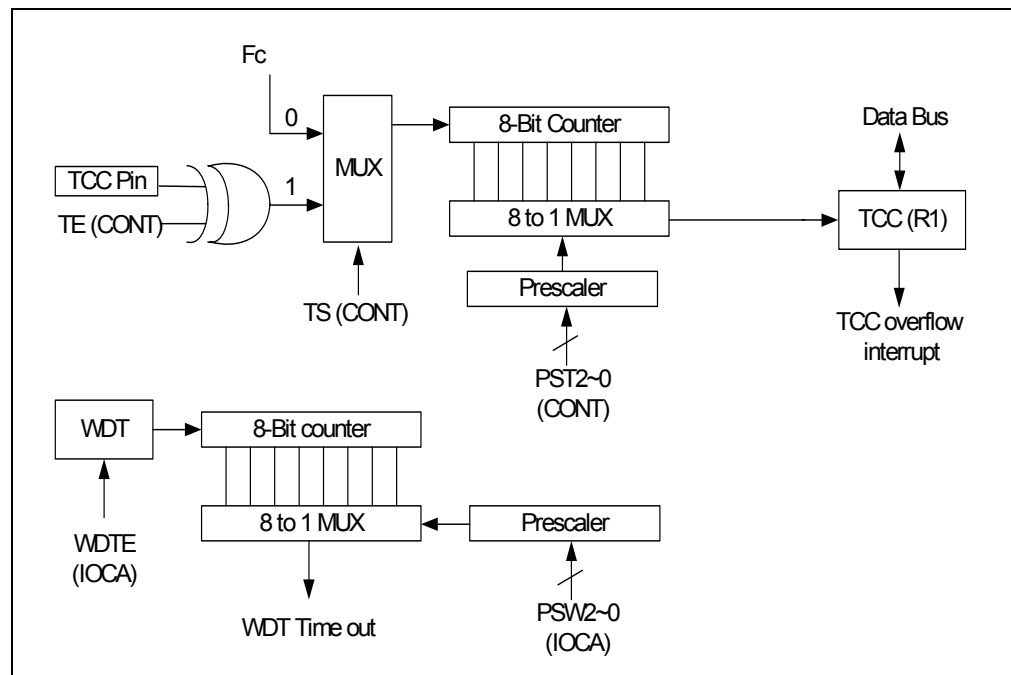 Fc
0
8-Bit Counter
Data Bus
MUX
TCC Pin
1
TE (CONT)
8 to 1 MUX
TCC (R1)
Prescaler
TS (CONT)
TCC overflow
interrupt
PST2~0
(CONT)
WDT
8-Bit counter
8 to 1 MUX
Prescaler
WDTE
(IOCA)
PSW2~0
(IOCA)
WDT Time out